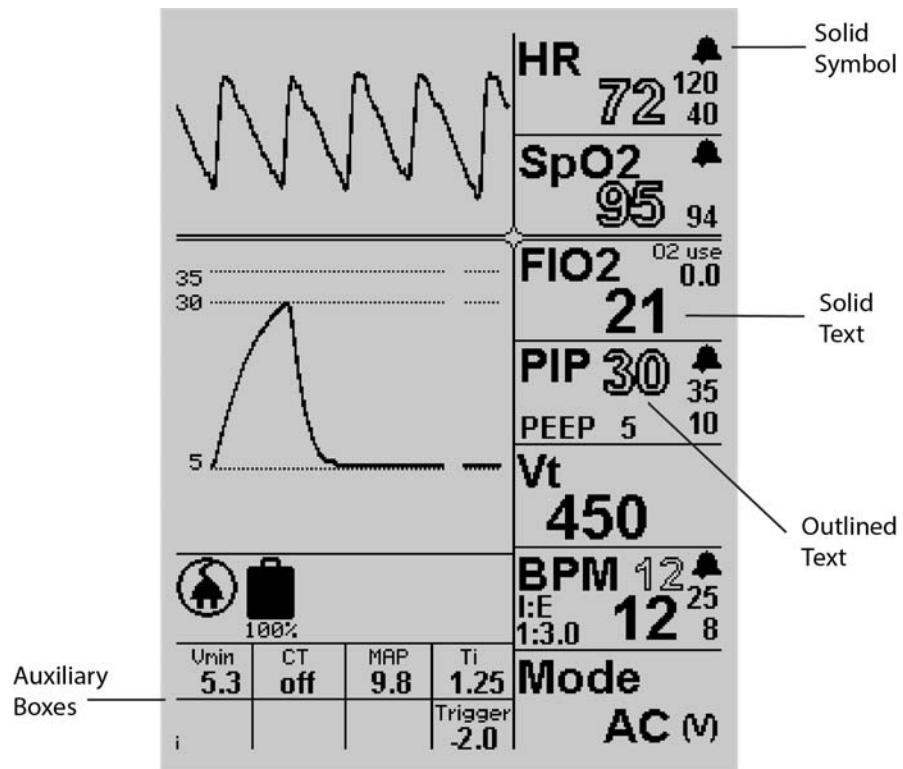 HR
72
120
40
Solid
Symbol
SpO2
95
94
35
30
5
FIO2
O2 use
0.0
21
Solid
Text
PIP 30
35
10
PEEP 5
Vt
450
Outlined
Text
BPM 12
I:E
1:3.0
12
25
8
100%
Auxiliary
Boxes
Vmin CT MAP Ti
5.3 off 9.8 1.25
Trigger
-2.0
i
Mode
AC (V)